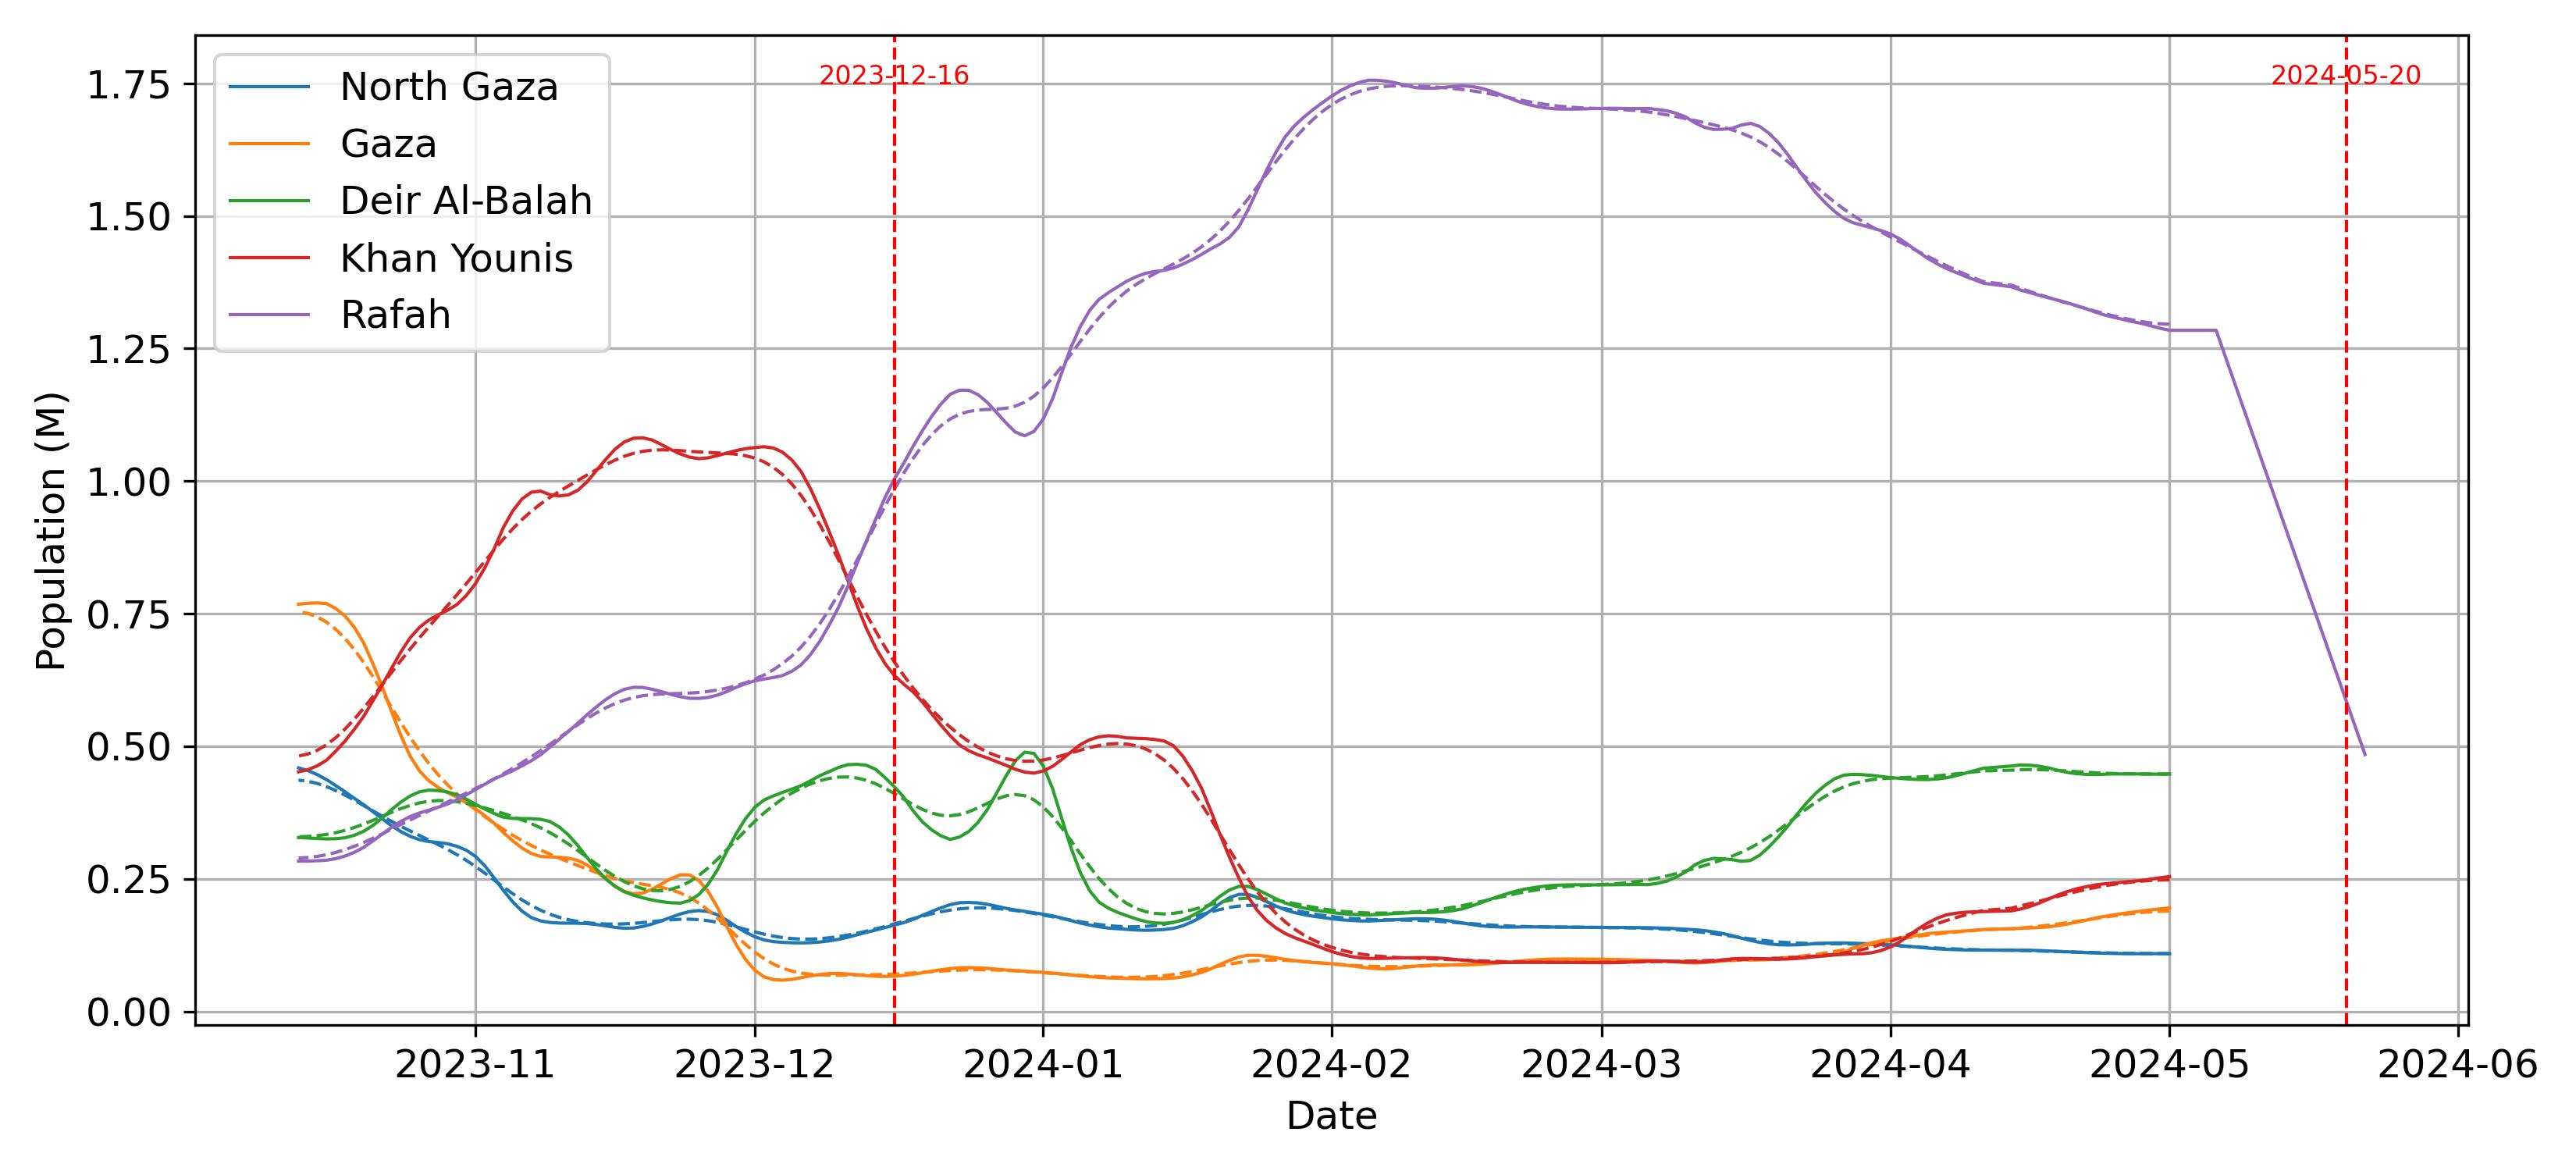 2023-12-16
2024-05-20
North Gaza
Gaza
Deir Al-Balah
Khan Younis
Rafah
Population (M)
1.75
1.50
1.25
1.00
0.75
0.50
0.25
0.00
2023-11
2023-12
2024-01
2024-02
2024-03
2024-04
2024-05
2024-06
Date